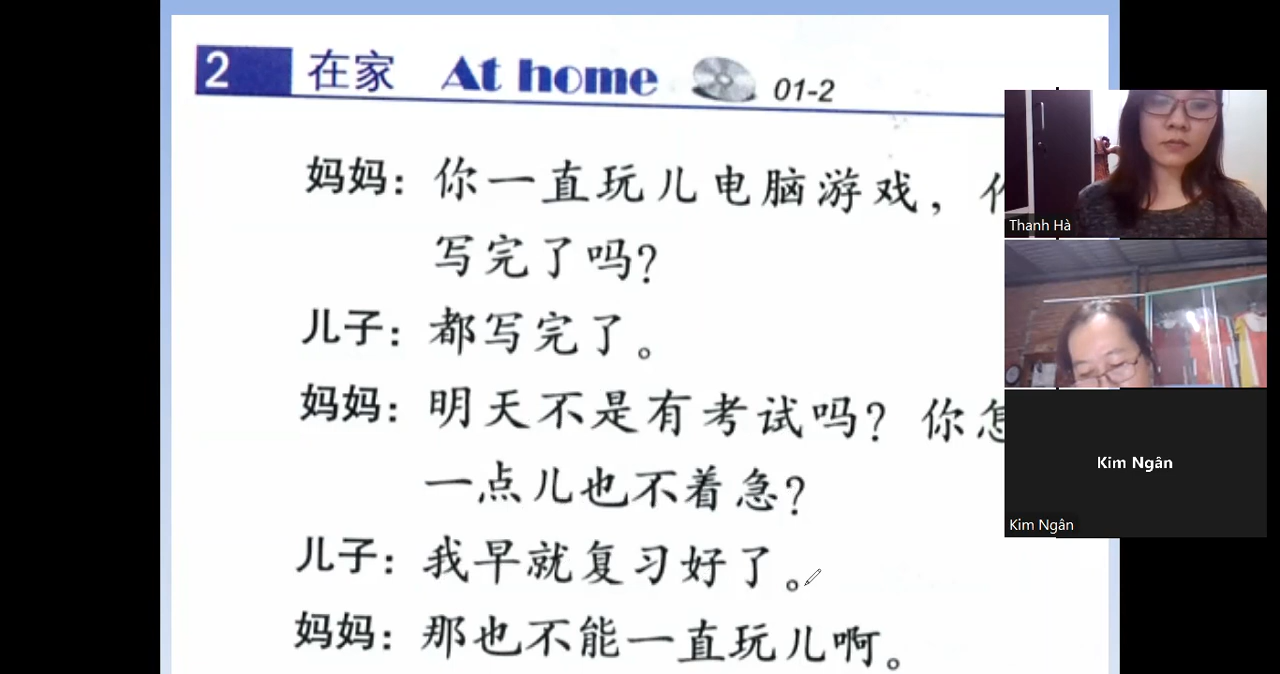 2 在家 At home 01-2
妈妈：你一直玩儿电脑游戏，
写完了吗？
儿子：都写完了。
妈妈：明天不是有考试吗？你怎
一点儿也不着急？
儿子：我早就复习好了。
妈妈：那也不能一直玩儿啊。
Thanh Hà
Kim Ngân
Kim Ngân